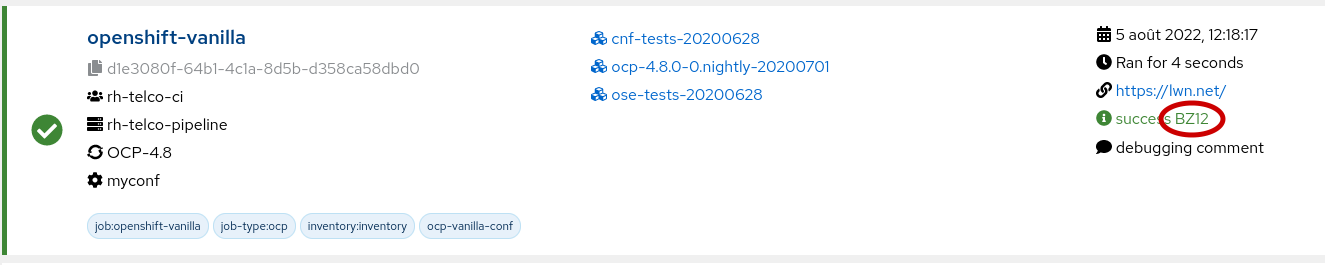 openshift-vanilla
d1e3080f-64b1-4c1a-8d5b-d358ca58dbd0
rh-telco-ci
rh-telco-pipeline
OCP-4.8
myconf
job:openshift-vanilla job-type:ocp inventory:inventory ocp-vanilla-conf
cnf-tests-20200628
ocp-4.8.0-0.nightly-20200701
ose-tests-20200628
5 août 2022, 12:18:17
Ran for 4 seconds
https://lwn.net/
success BZ12
debugging comment